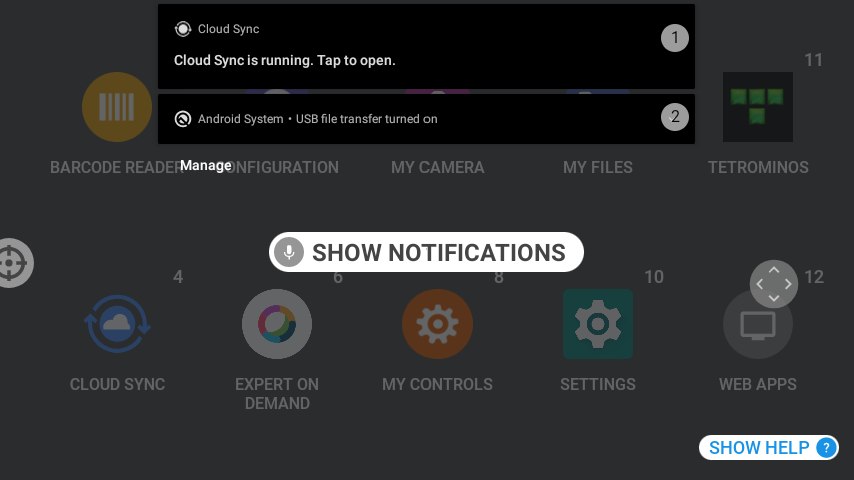 Cloud Sync
1
Cloud Sync is running. Tap to open.
11
Android System • USB file transfer turned on
2
BARCODE READER
Manage
CONFIGURATION
MY CAMERA
MY FILES
TETROMINOS
SHOW NOTIFICATIONS
4
6
8
10
12
CLOUD SYNC
EXPERT ON
DEMAND
MY CONTROLS
SETTINGS
WEB APPS
SHOW HELP ?